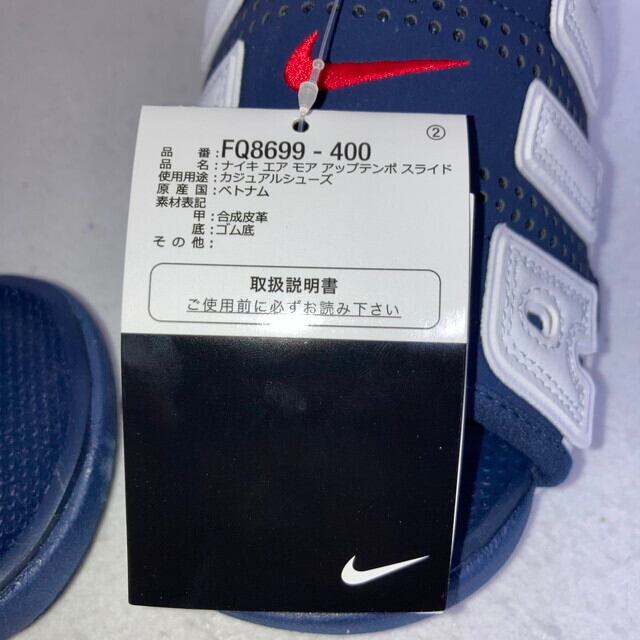 ②
品 番:FQ8699 - 400
品 名:ナイキ エア モア アップテンポ スライド
使用用途:カジュアルシューズ
原 産 国:ベトナム
素材表記
甲:合成皮革
底:ゴム底
そ の 他:
取扱説明書
ご使用前に必ずお読み下さい